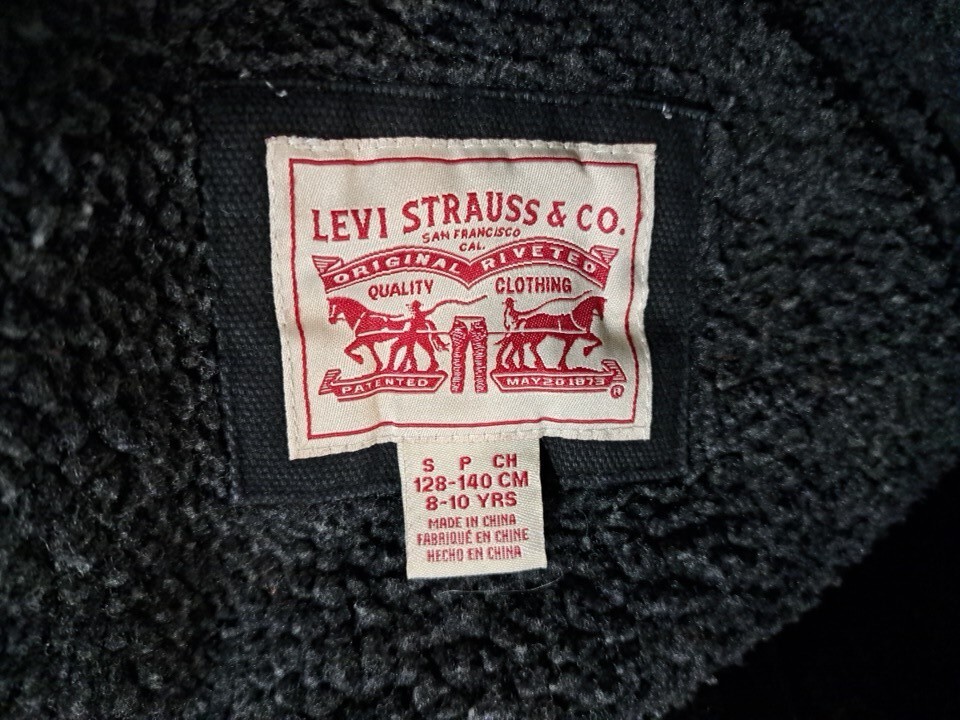 LEVI STRAUSS & CO.
SAN FRANCISCO
CAL.
ORIGINAL RIVETED
QUALITY CLOTHING
PATENTED MAY 20 1873 ®
S P CH
128-140 CM
8-10 YRS
MADE IN CHINA
FABRIQUÉ EN CHINE
HECHO EN CHINA